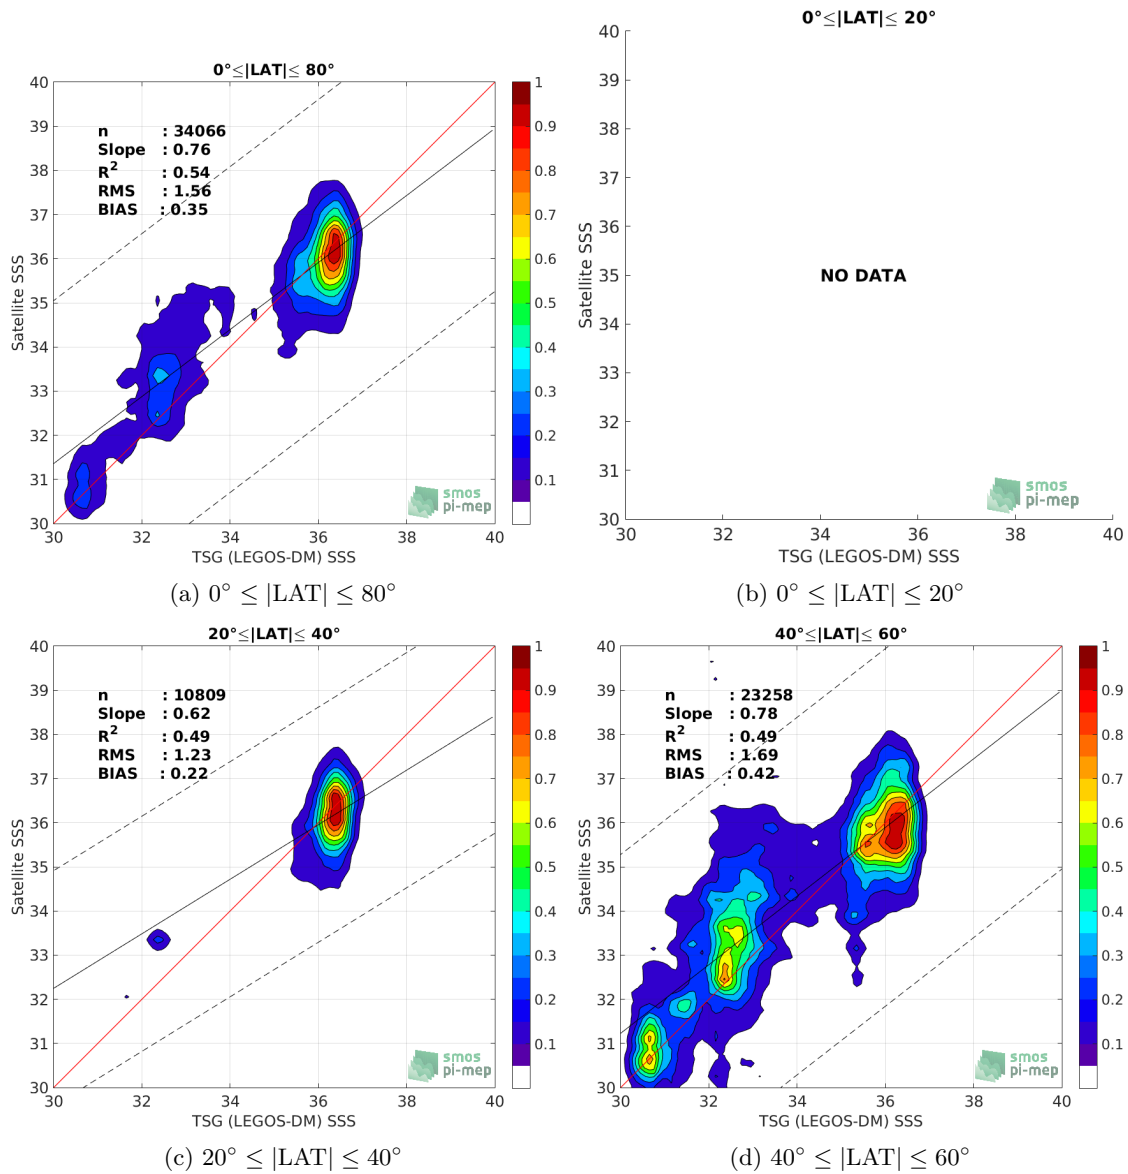 0°≤|LAT|≤ 80°
n : 34066
Slope : 0.76
R² : 0.54
RMS : 1.56
BIAS : 0.35
40
39
38
37
36
35
34
33
32
31
30
Satellite SSS
30 32 34 36 38 40
TSG (LEGOS-DM) SSS
1
0.9
0.8
0.7
0.6
0.5
0.4
0.3
0.2
0.1
smos
pi-mep
(a) 0° ≤ |LAT| ≤ 80°
0°≤|LAT|≤ 20°
40
39
38
37
36
35
34
33
32
31
30
Satellite SSS
NO DATA
30 32 34 36 38 40
TSG (LEGOS-DM) SSS
smos
pi-mep
(b) 0° ≤ |LAT| ≤ 20°
20°≤|LAT|≤ 40°
n : 10809
Slope : 0.62
R² : 0.49
RMS : 1.23
BIAS : 0.22
40
39
38
37
36
35
34
33
32
31
30
Satellite SSS
30 32 34 36 38 40
TSG (LEGOS-DM) SSS
1
0.9
0.8
0.7
0.6
0.5
0.4
0.3
0.2
0.1
smos
pi-mep
(c) 20° ≤ |LAT| ≤ 40°
40°≤|LAT|≤ 60°
n : 23258
Slope : 0.78
R² : 0.49
RMS : 1.69
BIAS : 0.42
40
39
38
37
36
35
34
33
32
31
30
Satellite SSS
30 32 34 36 38 40
TSG (LEGOS-DM) SSS
1
0.9
0.8
0.7
0.6
0.5
0.4
0.3
0.2
0.1
smos
pi-mep
(d) 40° ≤ |LAT| ≤ 60°